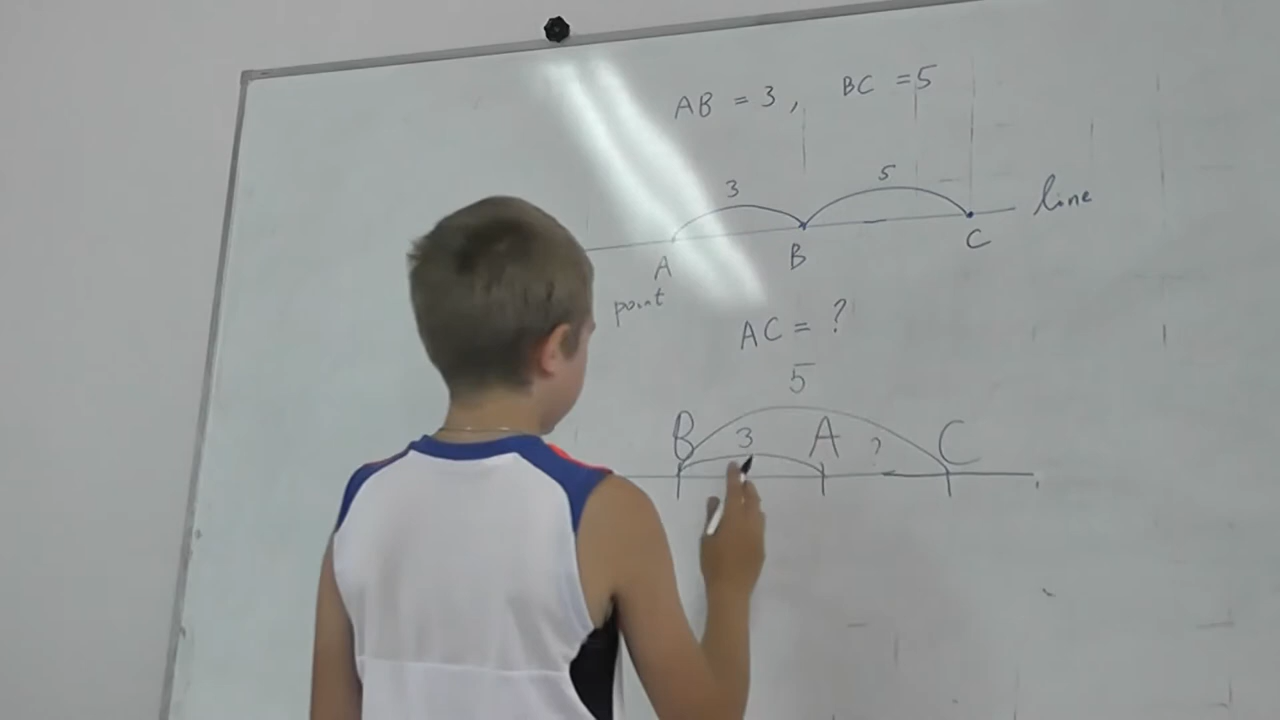 AB = 3, BC = 5
3 5
line
A B C
point
AC = ?
5
B 3 A ? C